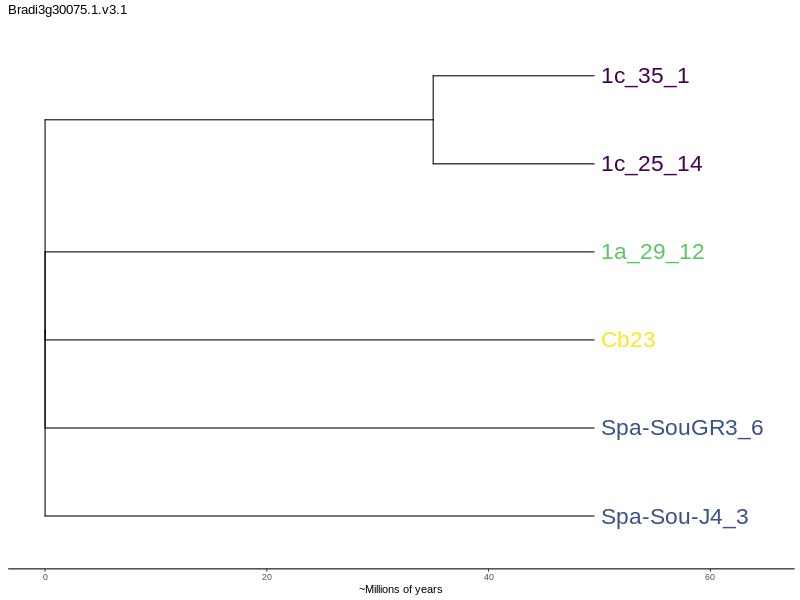 Bradi3g30075.1.v3.1
1c_35_1
1c_25_14
1a_29_12
Cb23
Spa-SouGR3_6
Spa-Sou-J4_3
0 20 40 60
~Millions of years